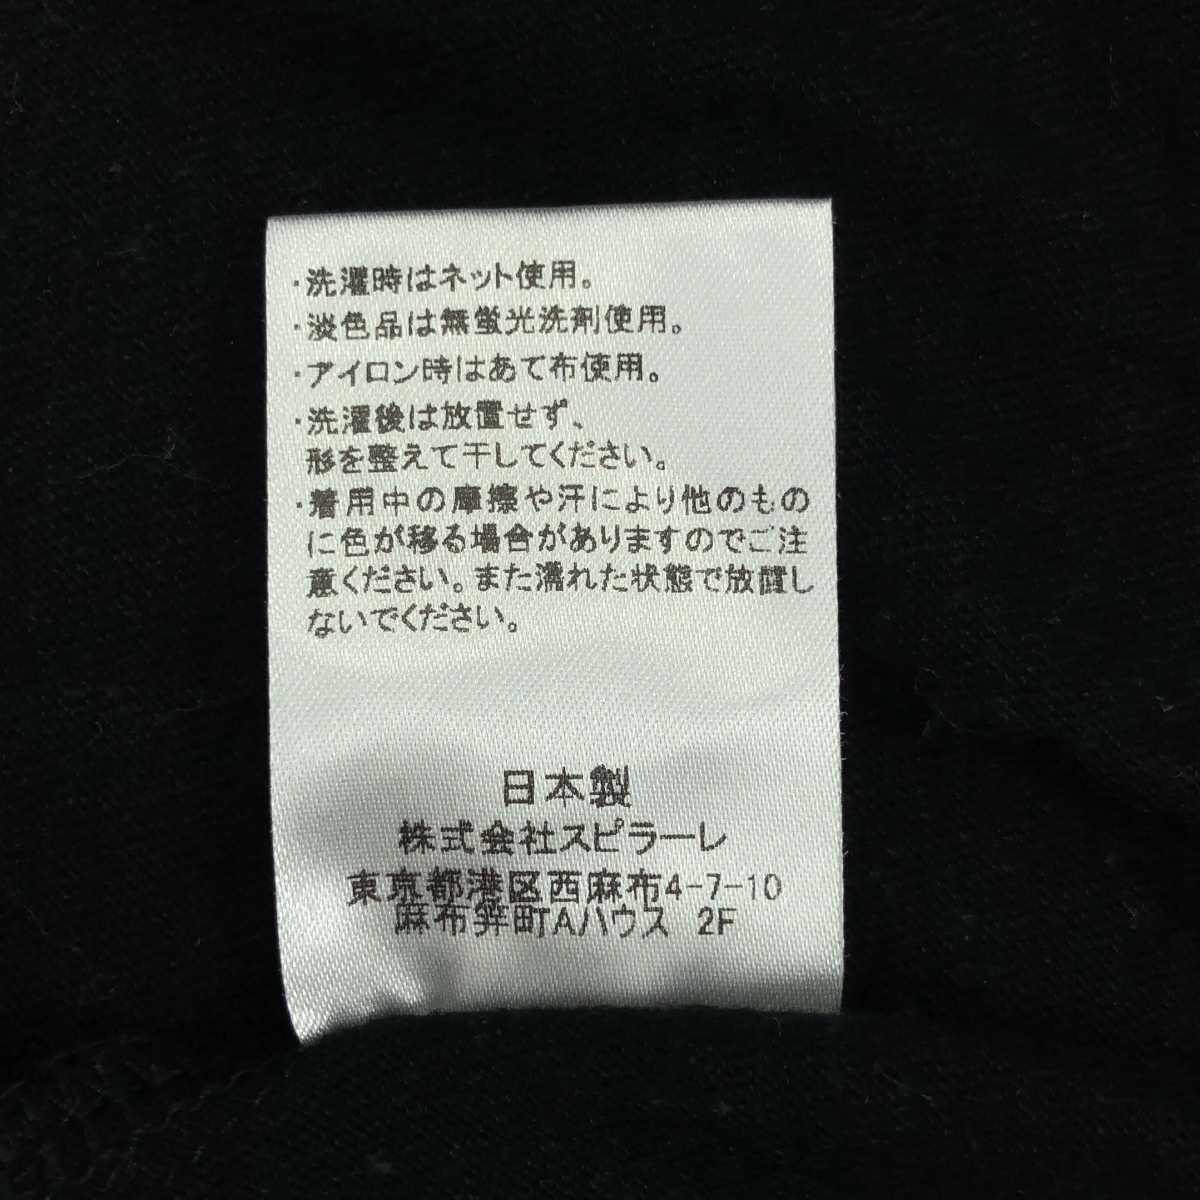 ・洗濯時はネット使用。
・淡色品は無蛍光洗剤使用。
・アイロン時はあて布使用。
・洗濯後は放置せず、
形を整えて干してください。
・着用中の摩擦や汗により他のもの
に色が移る場合がありますのでご注
意ください。また濡れた状態で放置し
ないでください。
日本製
株式会社スピラーレ
東京都港区西麻布4-7-10
麻布笄町Aハウス 2F